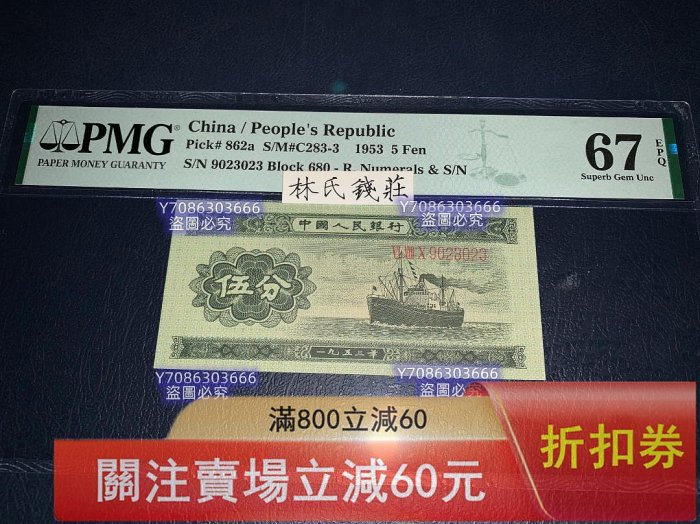 PMG®
PAPER MONEY GUARANTY
China / People's Republic
Pick# 862a S/M#C283-3 1953 5 Fen
S/N 9023023 Block 680 - R. Numerals & S/N
67 EPQ
Superb Gem Unc
林氏錢莊
Y7086303666
盜圖必究
Y7086303666
盜圖必究
中國人民銀行
9023023
伍分
一九五三年
Y7086303666
盜圖必究
Y7086303666
盜圖必究
滿800立減60
關注賣場立減60元
折扣券